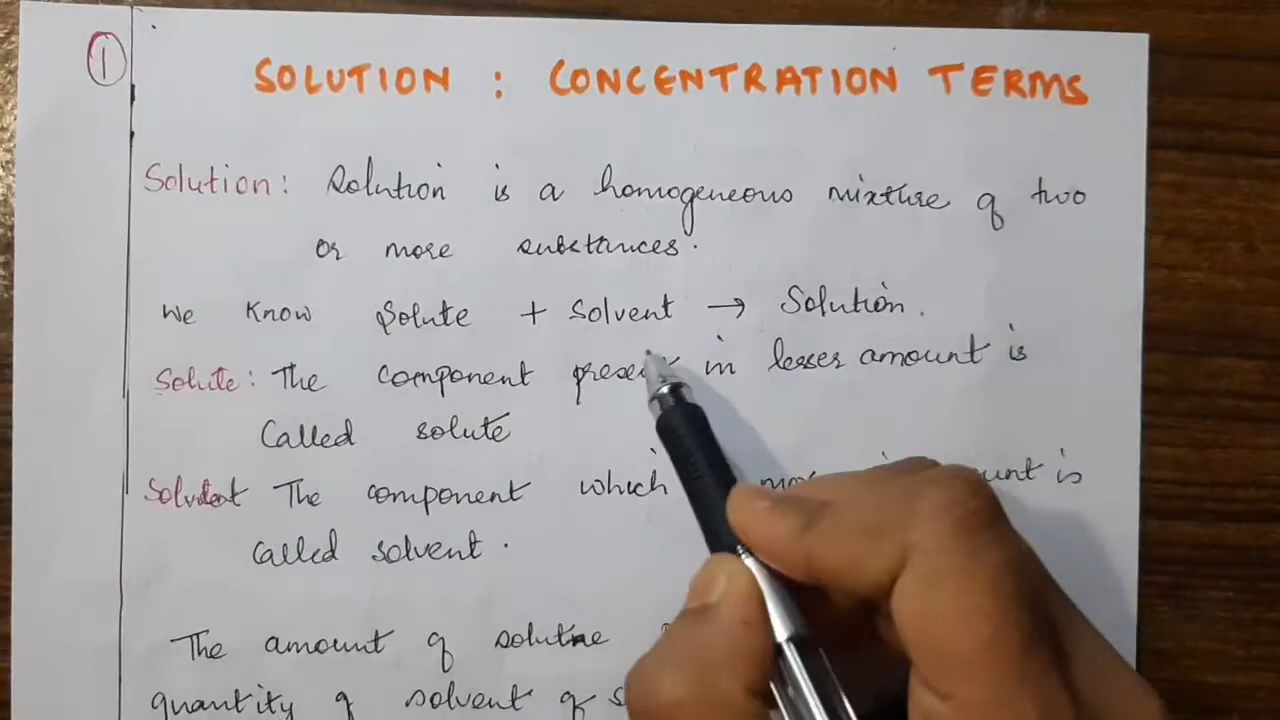 ①
SOLUTION : CONCENTRATION TERMS
Solution: Solution is a homogeneous mixture of two
or more substances.
We Know Solute + Solvent → Solution.
Solute: The component present in lesser amount is
Called solute
Solvent The component which is
called solvent.
The amount of solute
quantity of solvent of